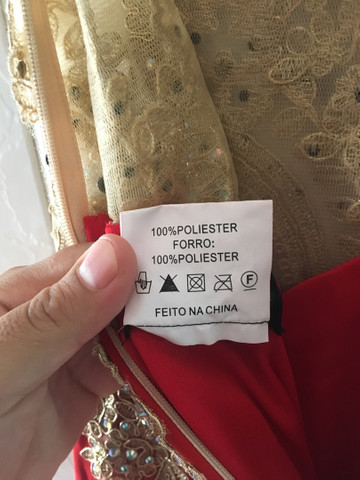 100%POLIESTER
FORRO:
100%POLIESTER
FEITO NA CHINA